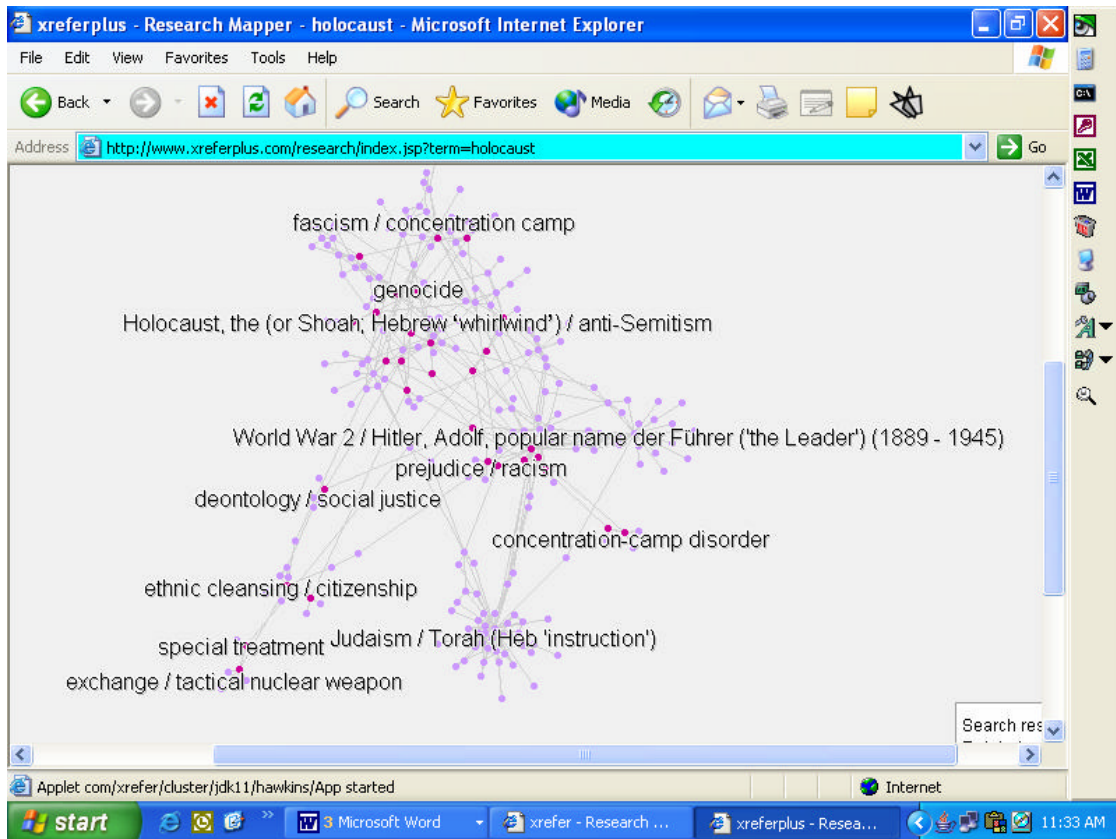 xreferplus - Research Mapper - holocaust - Microsoft Internet Explorer
File Edit View Favorites Tools Help
Back Search Favorites Media
Address http://www.xreferplus.com/research/index.jsp?term=holocaust Go
fascism / concentration camp
genocide
Holocaust, the (or Shoah; Hebrew ‘whirlwind’) / anti-Semitism
World War 2 / Hitler, Adolf, popular name der Führer ('the Leader') (1889 - 1945)
prejudice / racism
deontology / social justice
concentration-camp disorder
ethnic cleansing / citizenship
special treatment
Judaism / Torah (Heb 'instruction')
exchange / tactical nuclear weapon
Search res
Applet com/xrefer/cluster/jdk11/hawkins/App started Internet
start 3 Microsoft Word xrefer - Research ... xreferplus - Resea... 11:33 AM